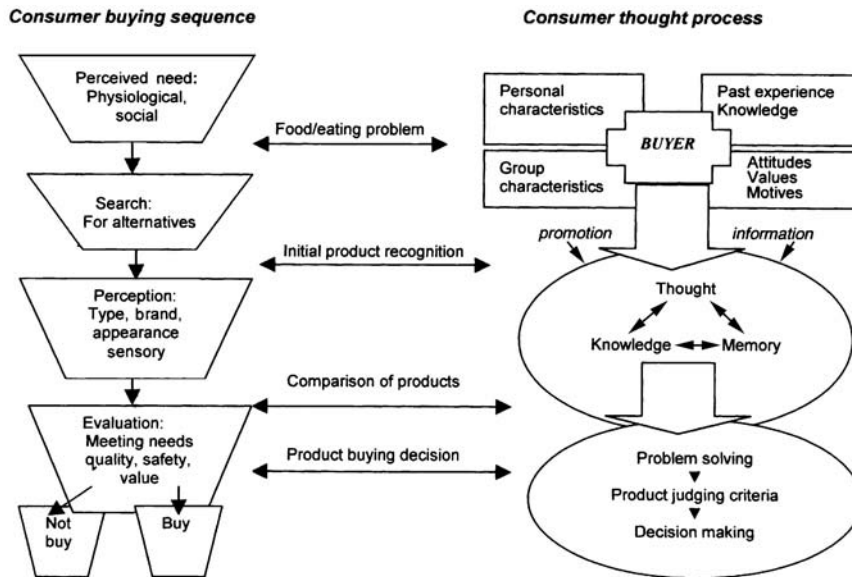 Consumer buying sequence
Perceived need:
Physiological,
social
Search:
For alternatives
Perception:
Type, brand,
appearance
sensory
Evaluation:
Meeting needs
quality, safety,
value
Not
buy
Buy
Food/eating problem
Initial product recognition
Comparison of products
Product buying decision
Consumer thought process
Personal
characteristics
Past experience
Knowledge
BUYER
Group
characteristics
Attitudes
Values
Motives
promotion
information
Thought
Knowledge
Memory
Problem solving
Product judging criteria
Decision making